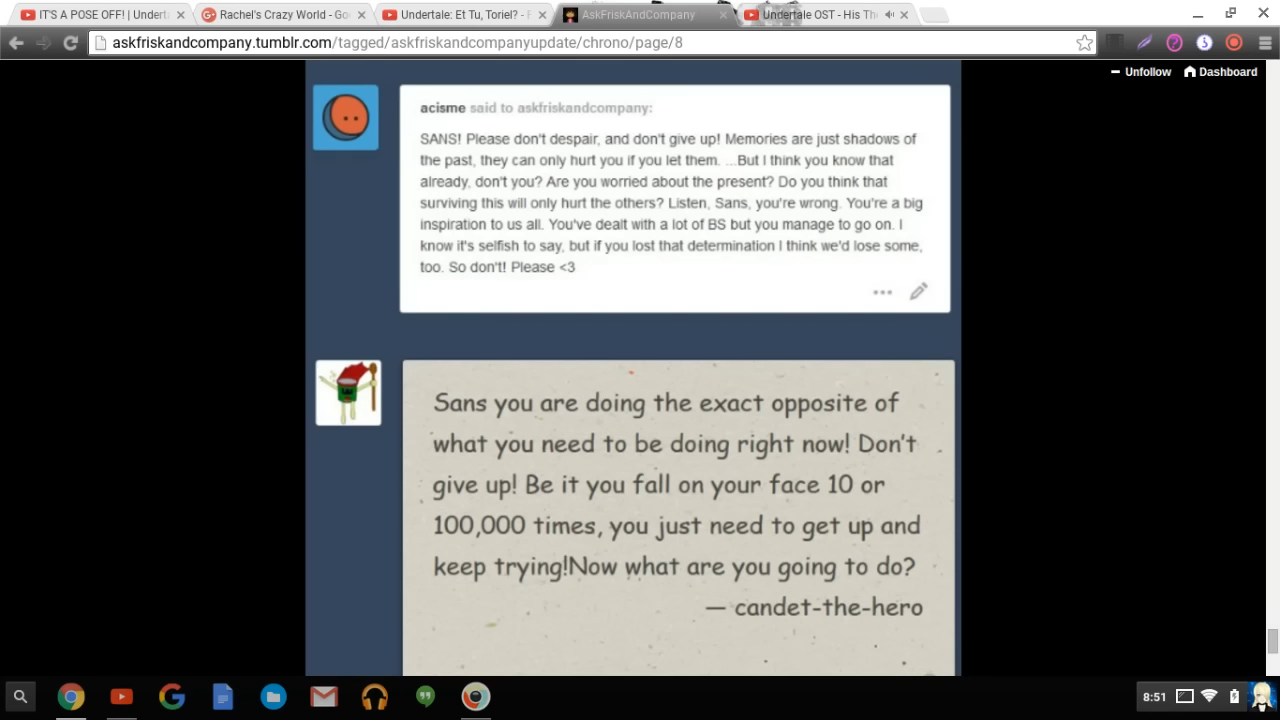 IT'S A POSE OFF! | Undert
Rachel's Crazy World - Go
Undertale: Et Tu, Toriel? - 
AskFriskAndCompany
Undertale OST - His Th
askfriskandcompany.tumblr.com/tagged/askfriskandcompanyupdate/chrono/page/8
Unfollow
Dashboard
acisme said to askfriskandcompany:
SANS! Please don't despair, and don't give up! Memories are just shadows of
the past, they can only hurt you if you let them. ...But I think you know that
already, don't you? Are you worried about the present? Do you think that
surviving this will only hurt the others? Listen, Sans, you're wrong. You're a big
inspiration to us all. You've dealt with a lot of BS but you manage to go on. I
know it's selfish to say, but if you lost that determination I think we'd lose some,
too. So don't! Please <3
Sans you are doing the exact opposite of
what you need to be doing right now! Don't
give up! Be it you fall on your face 10 or
100,000 times, you just need to get up and
keep trying!Now what are you going to do?
— candet-the-hero
8:51